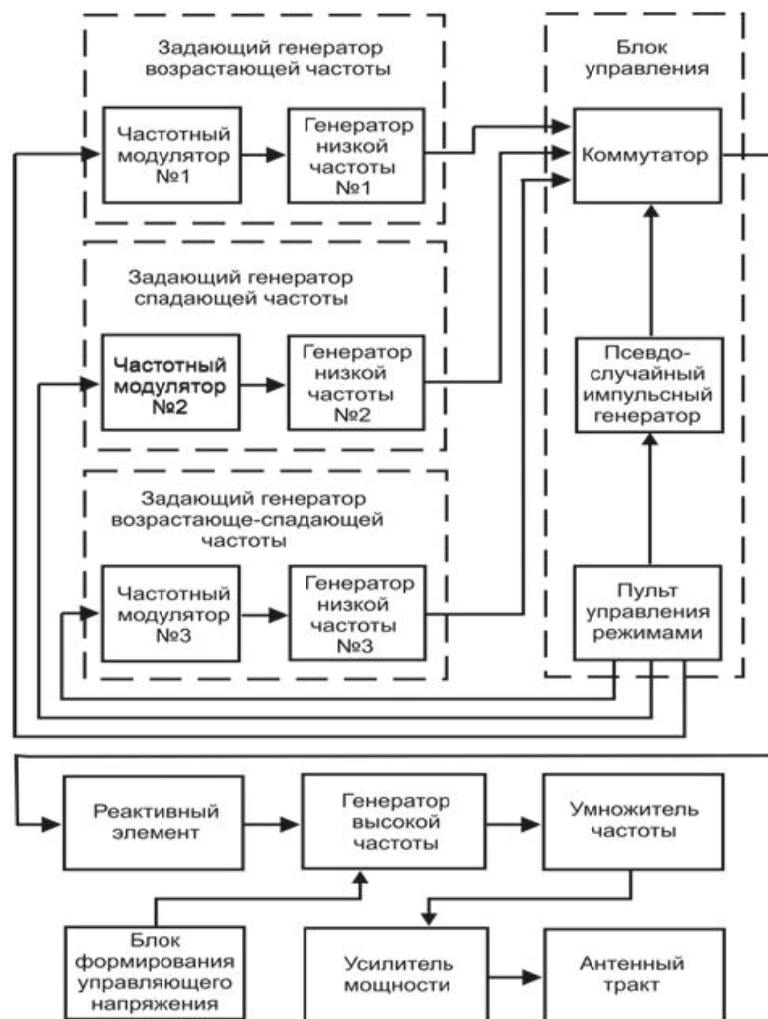 Задающий генератор
возрастающей частоты
Частотный
модулятор
№1
Генератор
низкой
частоты
№1
Блок
управления
Коммутатор
Задающий генератор
спадающей частоты
Частотный
модулятор
№2
Генератор
низкой
частоты
№2
Псевдо-
случайный
импульсный
генератор
Задающий генератор
возрастающе-спадающей
частоты
Частотный
модулятор
№3
Генератор
низкой
частоты
№3
Пульт
управления
режимами
Реактивный
элемент
Генератор
высокой
частоты
Умножитель
частоты
Блок
формирования
управляющего
напряжения
Усилитель
мощности
Антенный
тракт